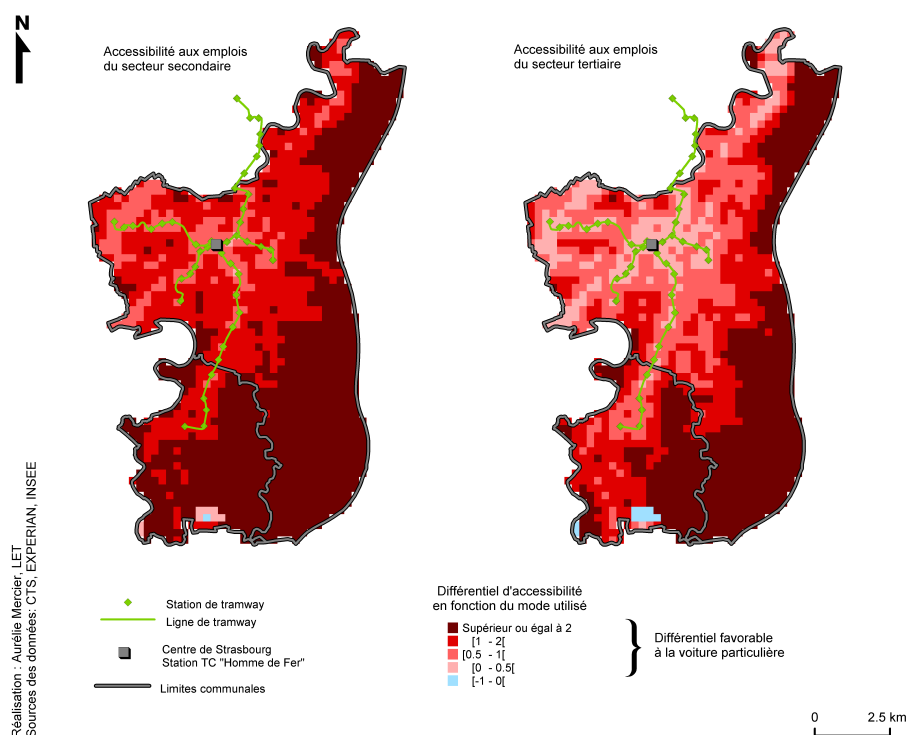 N
Accessibilité aux emplois
du secteur secondaire
Accessibilité aux emplois
du secteur tertiaire
Réalisation : Aurélie Mercier, LET
Sources des données: CTS, EXPERIAN, INSEE
Station de tramway
Ligne de tramway
Centre de Strasbourg
Station TC "Homme de Fer"
Limites communales
Différentiel d'accessibilité
en fonction du mode utilisé
Supérieur ou égal à 2
[1 - 2[
[0.5 - 1[
[0 - 0.5[
[-1 - 0[
}
Différentiel favorable
à la voiture particulière
0 2.5 km